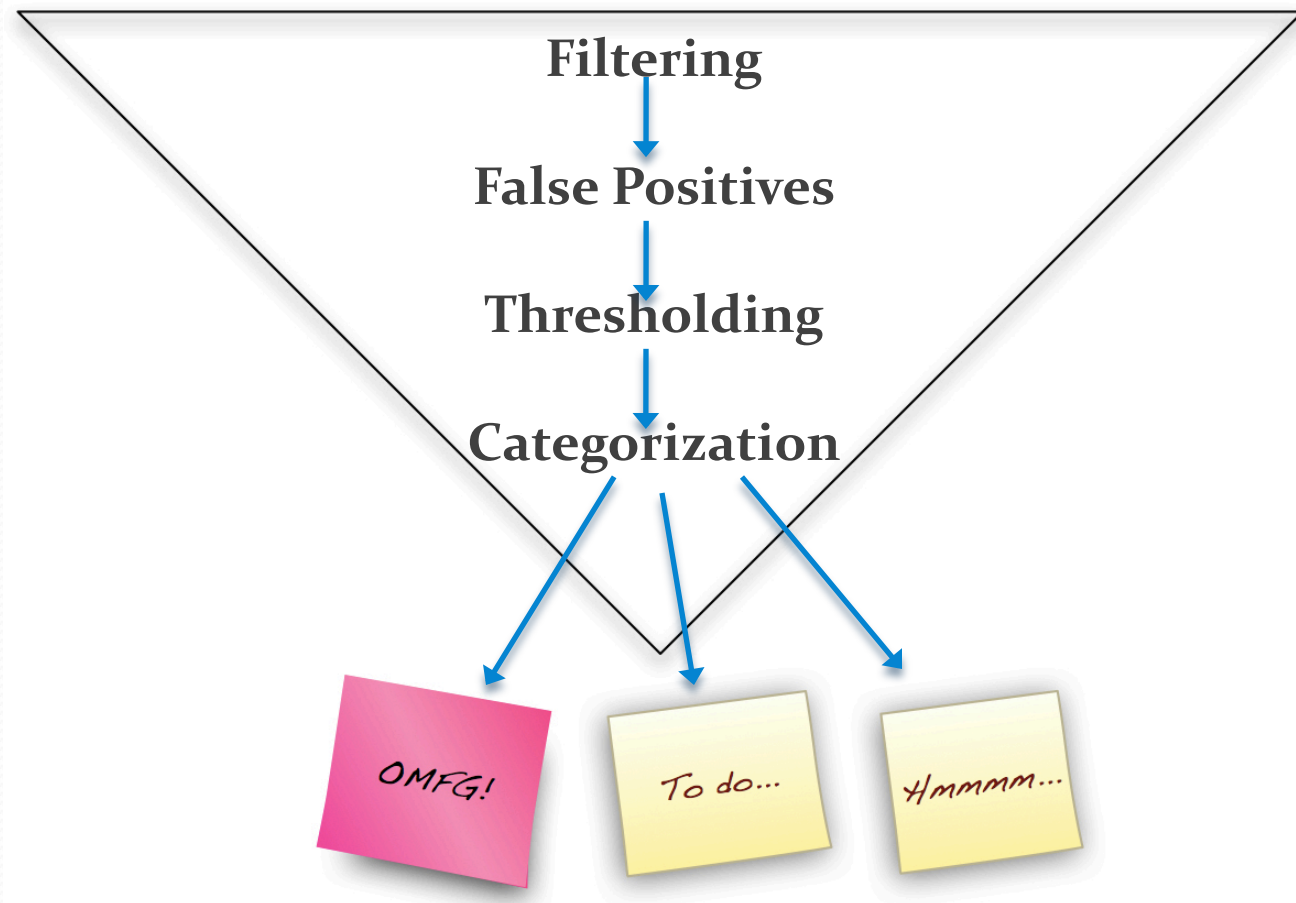 Filtering
False Positives
Thresholding
Categorization
OMFG!
To do...
Hmmmm...